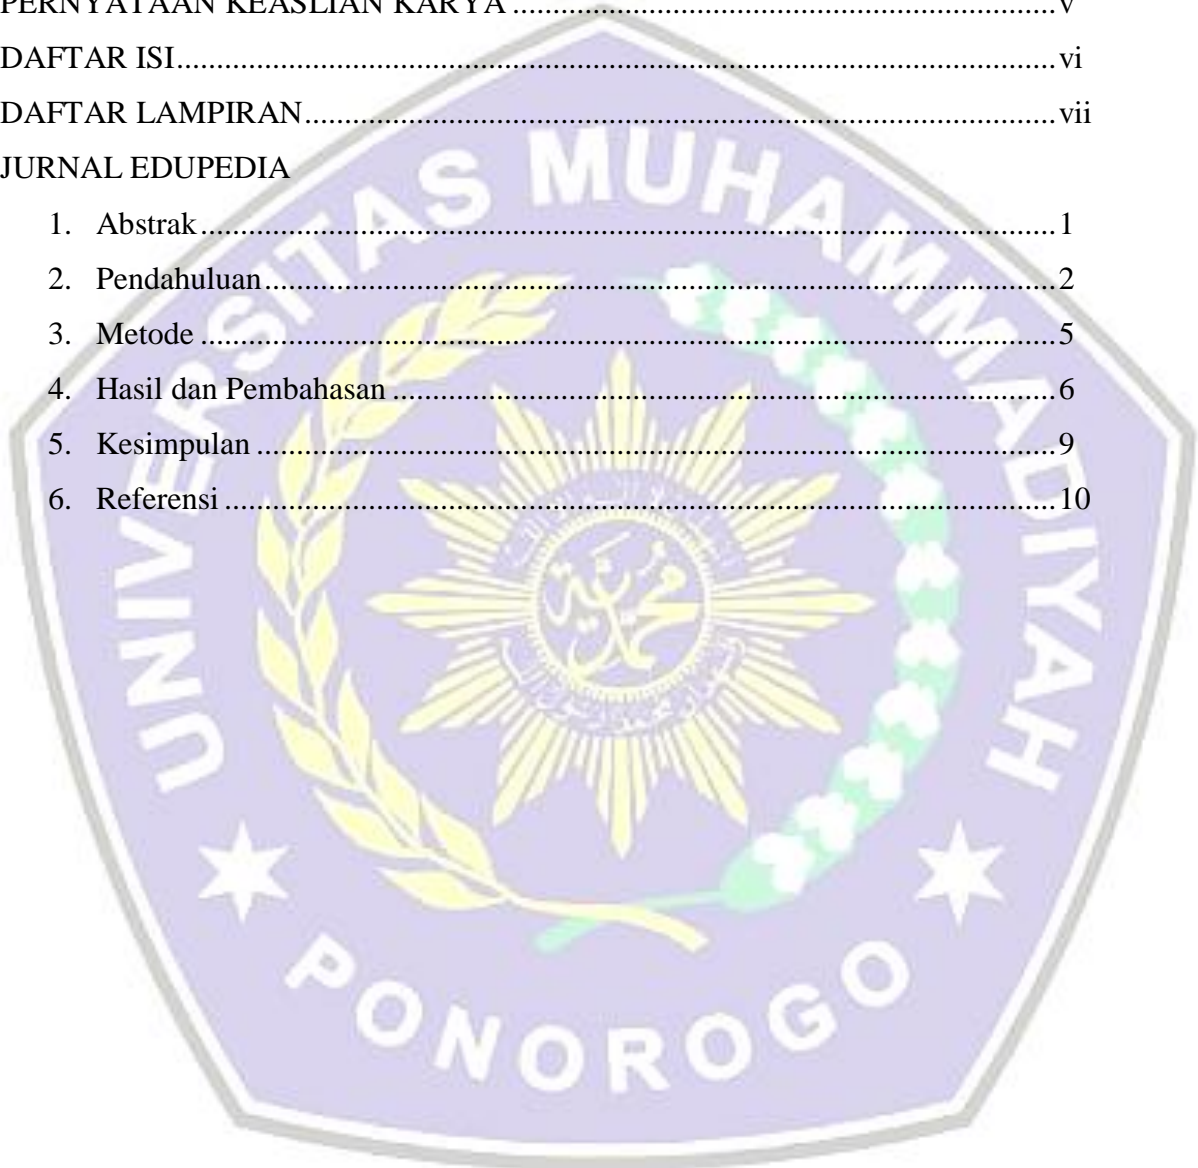 PERNYATAAN KEASLIAN KARYA ........ v
DAFTAR ISI ........ vi
DAFTAR LAMPIRAN ........ vii
JURNAL EDUPEDIA
1. Abstrak ........ 1
2. Pendahuluan ........ 2
3. Metode ........ 5
4. Hasil dan Pembahasan ........ 6
5. Kesimpulan ........ 9
6. Referensi ........ 10
UNIVERSITAS MUHAMMADIYAH
PONOROGO
محمدية